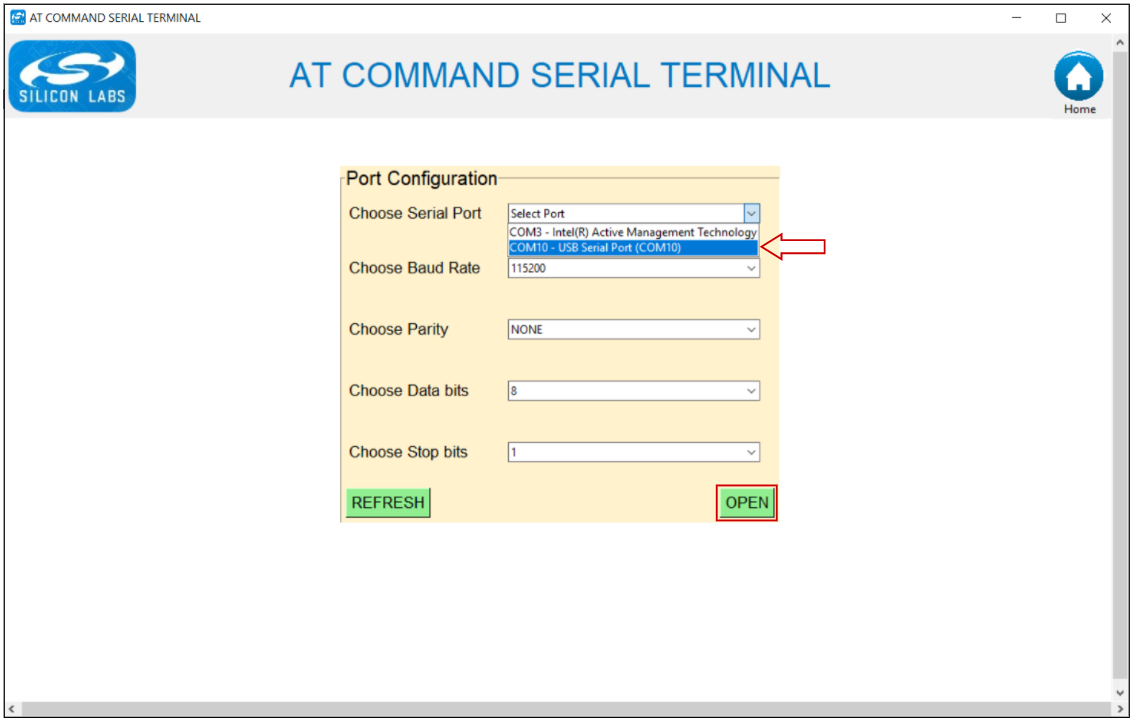 AT COMMAND SERIAL TERMINAL
SILICON LABS
AT COMMAND SERIAL TERMINAL
Home
Port Configuration
Choose Serial Port
Select Port
COM3 - Intel(R) Active Management Technology
COM10 - USB Serial Port (COM10)
Choose Baud Rate
115200
Choose Parity
NONE
Choose Data bits
8
Choose Stop bits
1
REFRESH
OPEN